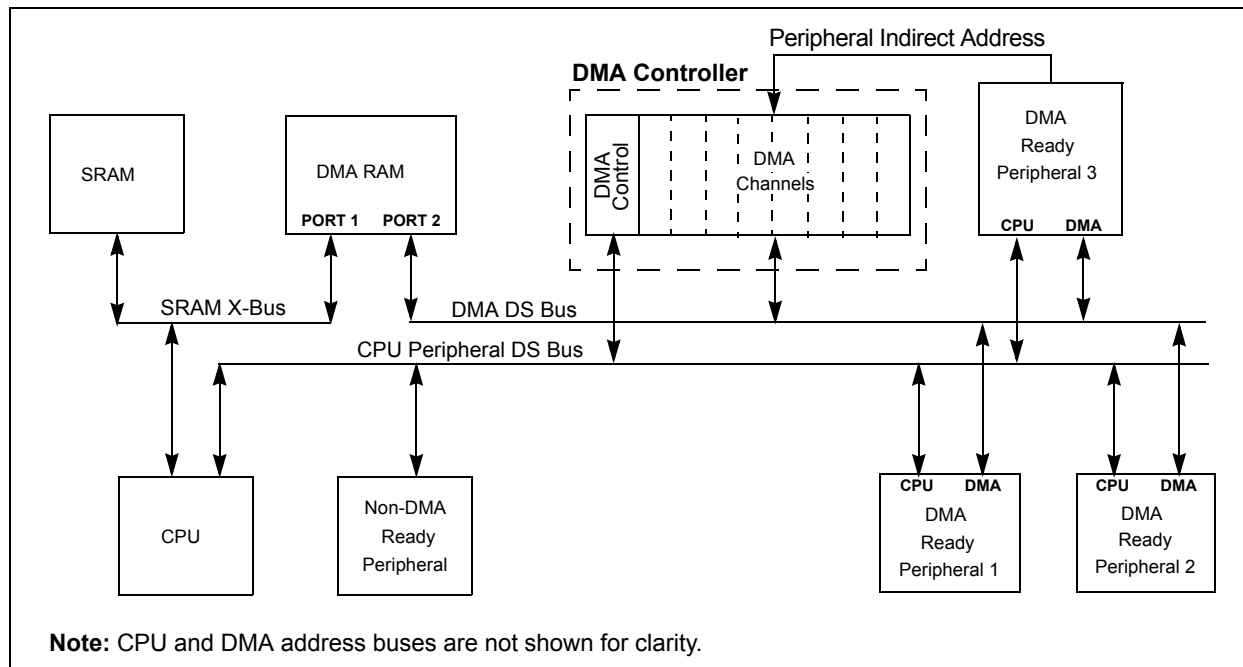 Peripheral Indirect Address
DMA Controller
SRAM
DMA RAM
PORT 1 PORT 2
DMA
Control
DMA
Channels
DMA
Ready
Peripheral 3
CPU DMA
SRAM X-Bus
DMA DS Bus
CPU Peripheral DS Bus
CPU
Non-DMA
Ready
Peripheral
CPU DMA
DMA
Ready
Peripheral 1
CPU DMA
DMA
Ready
Peripheral 2
Note: CPU and DMA address buses are not shown for clarity.